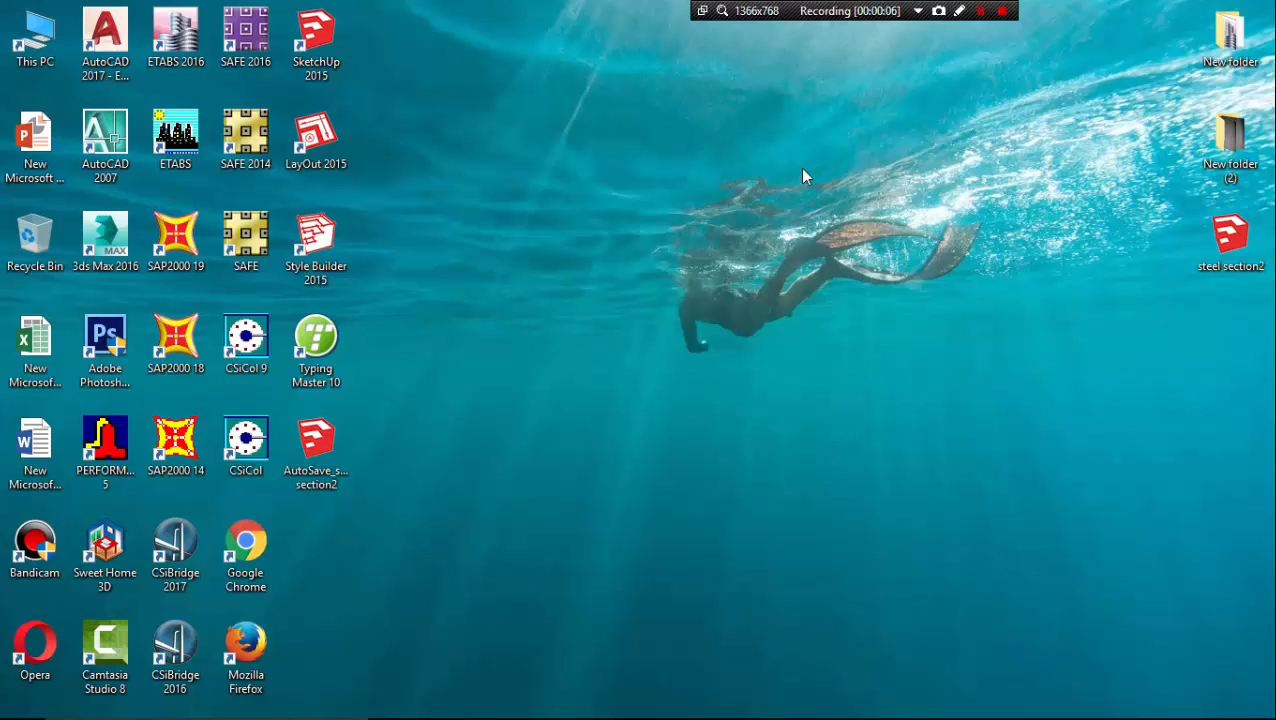 1366x768 Recording [00:00:06]
This PC
AutoCAD
2017 - E...
ETABS 2016
SAFE 2016
SketchUp
2015
New folder
New
Microsoft ...
AutoCAD
2007
ETABS
SAFE 2014
LayOut 2015
New folder
(2)
Recycle Bin
3ds Max 2016
SAP2000 19
SAFE
Style Builder
2015
steel section2
New
Microsof...
Adobe
Photosh...
SAP2000 18
CSiCol 9
Typing
Master 10
New
Microsof...
PERFORM...
5
SAP2000 14
CSiCol
AutoSave_s...
section2
Bandicam
Sweet Home
3D
CSiBridge
2017
Google
Chrome
Opera
Camtasia
Studio 8
CSiBridge
2016
Mozilla
Firefox